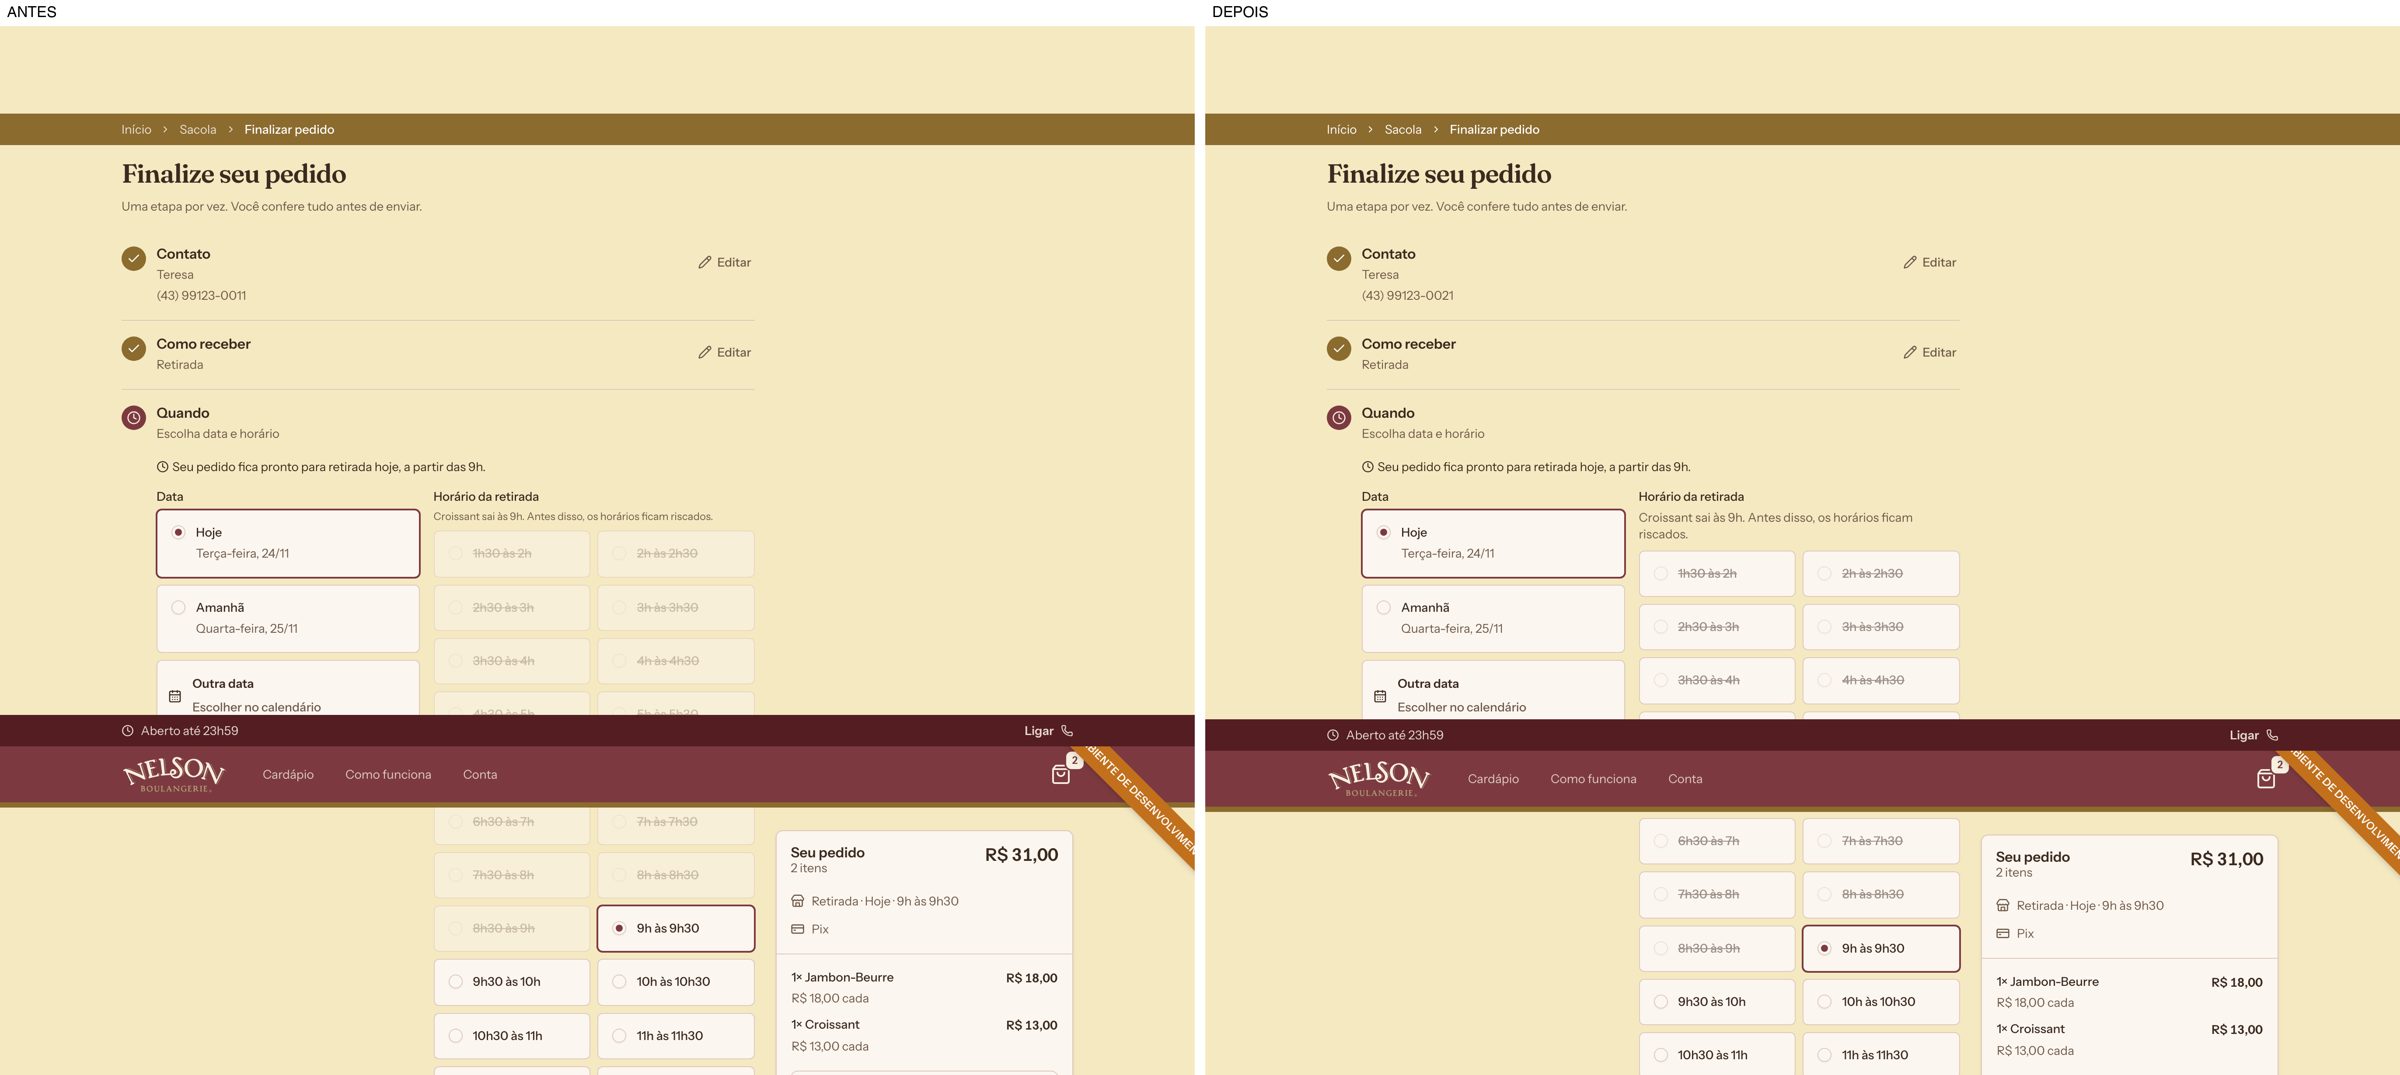 ANTES
Início > Sacola > Finalizar pedido
Finalize seu pedido
Uma etapa por vez. Você confere tudo antes de enviar.
Contato
Teresa
(43) 99123-0011
Editar
Como receber
Retirada
Editar
Quando
Escolha data e horário
Seu pedido fica pronto para retirada hoje, a partir das 9h.
Data
Hoje
Terça-feira, 24/11
Amanhã
Quarta-feira, 25/11
Outra data
Escolher no calendário
Horário da retirada
Croissant sai às 9h. Antes disso, os horários ficam riscados.
1h30 às 2h
2h às 2h30
2h30 às 3h
3h às 3h30
3h30 às 4h
4h às 4h30
4h30 às 5h
5h às 5h30
Aberto até 23h59
Ligar
NELSON
BOULANGERIE
Cardápio
Como funciona
Conta
2
BIENTE DE DESENVOLVIMEN
6h30 às 7h
7h às 7h30
7h30 às 8h
8h às 8h30
8h30 às 9h
9h às 9h30
9h30 às 10h
10h às 10h30
10h30 às 11h
11h às 11h30
Seu pedido
R$ 31,00
2 itens
Retirada · Hoje · 9h às 9h30
Pix
1× Jambon-Beurre
R$ 18,00
R$ 18,00 cada
1× Croissant
R$ 13,00
R$ 13,00 cada
DEPOIS
Início > Sacola > Finalizar pedido
Finalize seu pedido
Uma etapa por vez. Você confere tudo antes de enviar.
Contato
Teresa
(43) 99123-0021
Editar
Como receber
Retirada
Editar
Quando
Escolha data e horário
Seu pedido fica pronto para retirada hoje, a partir das 9h.
Data
Hoje
Terça-feira, 24/11
Amanhã
Quarta-feira, 25/11
Outra data
Escolher no calendário
Horário da retirada
Croissant sai às 9h. Antes disso, os horários ficam
riscados.
1h30 às 2h
2h às 2h30
2h30 às 3h
3h às 3h30
3h30 às 4h
4h às 4h30
Aberto até 23h59
Ligar
NELSON
BOULANGERIE
Cardápio
Como funciona
Conta
2
BIENTE DE DESENVOLVIMEN
6h30 às 7h
7h às 7h30
7h30 às 8h
8h às 8h30
8h30 às 9h
9h às 9h30
9h30 às 10h
10h às 10h30
10h30 às 11h
11h às 11h30
Seu pedido
R$ 31,00
2 itens
Retirada · Hoje · 9h às 9h30
Pix
1× Jambon-Beurre
R$ 18,00
R$ 18,00 cada
1× Croissant
R$ 13,00
R$ 13,00 cada